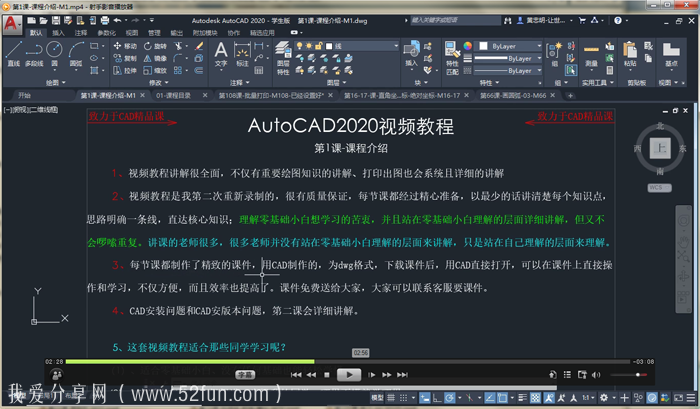 第1课-课程介绍-M1.mp4 - 射手影音播放器
Autodesk AutoCAD 2020 - 学生版 第1课-课程介绍-M1.dwg
键入关键字或短语
默认 插入 注释 参数化 视图 管理 输出 附加模块 协作 精选应用
直线 多段线 圆 圆弧
移动 旋转
复制 镜像
拉伸 缩放
文字 标注
图层特性
线
插入
特性匹配
ByLayer
ByLayer
ByLayer
组
测量
粘贴
基点
绘图 修改 注释 图层 块 特性 组 实用工具 剪贴板 视图
开始 第1课-课程介绍-M1 01-课程目录 第108课-批量打印-M108-已经设置好* 第66课-画圆弧-03-M66
[-][俯视][二维线框]
致力于CAD精品课
致力于CAD精品课
AutoCAD2020视频教程
第1课-课程介绍
北
西 上 东
南
WCS
1、视频教程讲解很全面，不仅有重要绘图知识的讲解、打印出图也会系统且详细的讲解
2、视频教程是我第二次重新录制的，很有质量保证，每节课都经过精心准备，以最少的话讲清楚每个知识点，
思路明确一条线，直达核心知识；理解零基础小白想学习的苦衷，并且站在零基础小白理解的层面详细讲解，但又不
会啰嗦重复。讲课的老师很多，很多老师并没有站在零基础小白理解的层面来讲解，只是站在自己理解的层面来理解。
3、每节课都制作了精致的课件，用CAD制作的，为dwg格式，下载课件后，用CAD直接打开，可以在课件上直接操
作和学习，不仅方便，而且效率也提高了。课件免费送给大家，大家可以联系客服要课件。
4、CAD安装问题和CAD安版本问题，第二课会详细讲解。
5、这套视频教程适合那些同学学习呢？
Y
X
02:56
02:28
-03:08
字幕
我爱分享网（www.52fun.com）
模型
1:1